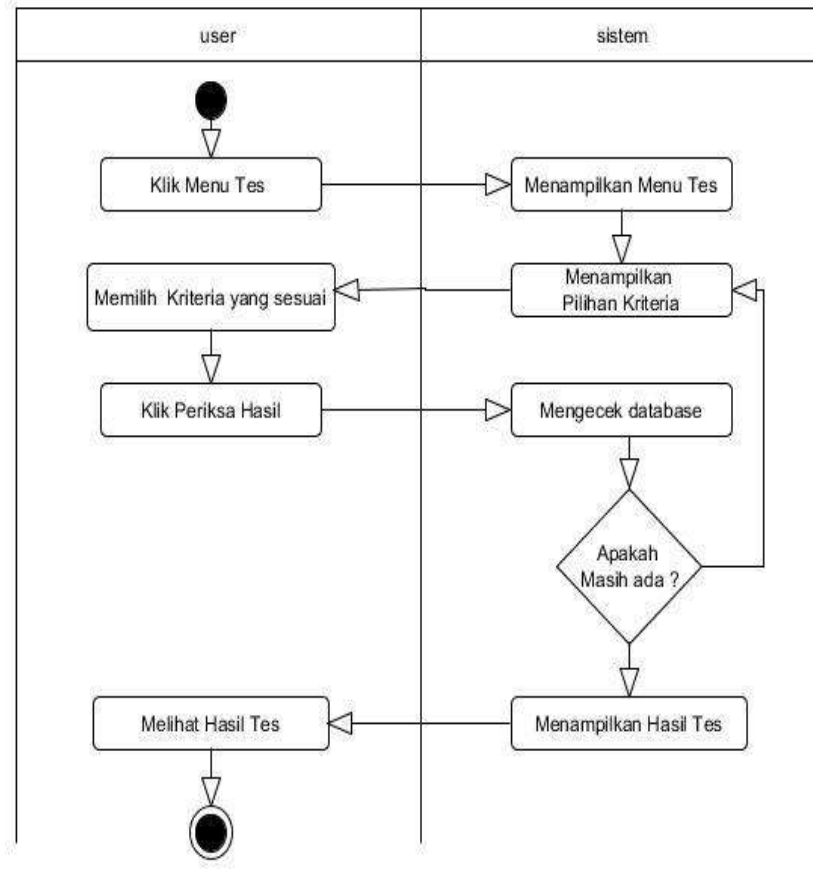 user
sistem
Klik Menu Tes
Menampilkan Menu Tes
Menampilkan
Pilihan Kriteria
Memilih Kriteria yang sesuai
Klik Periksa Hasil
Mengecek database
Apakah
Masih ada ?
Menampilkan Hasil Tes
Melihat Hasil Tes